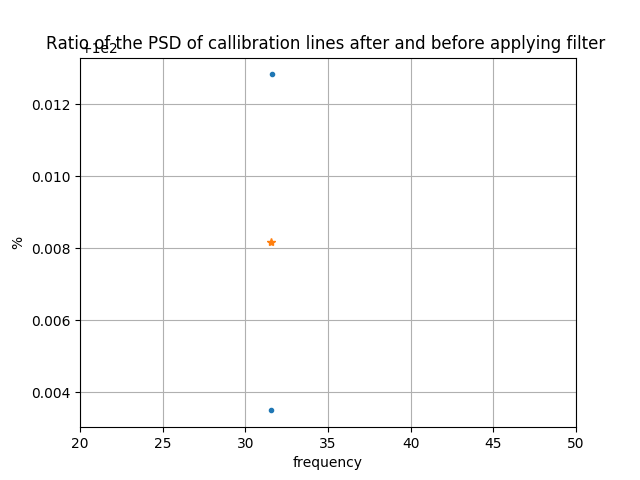 Ratio of the PSD of callibration lines after and before applying filter
+1e2
0.012
0.010
0.008
0.006
0.004
%
20 25 30 35 40 45 50
frequency